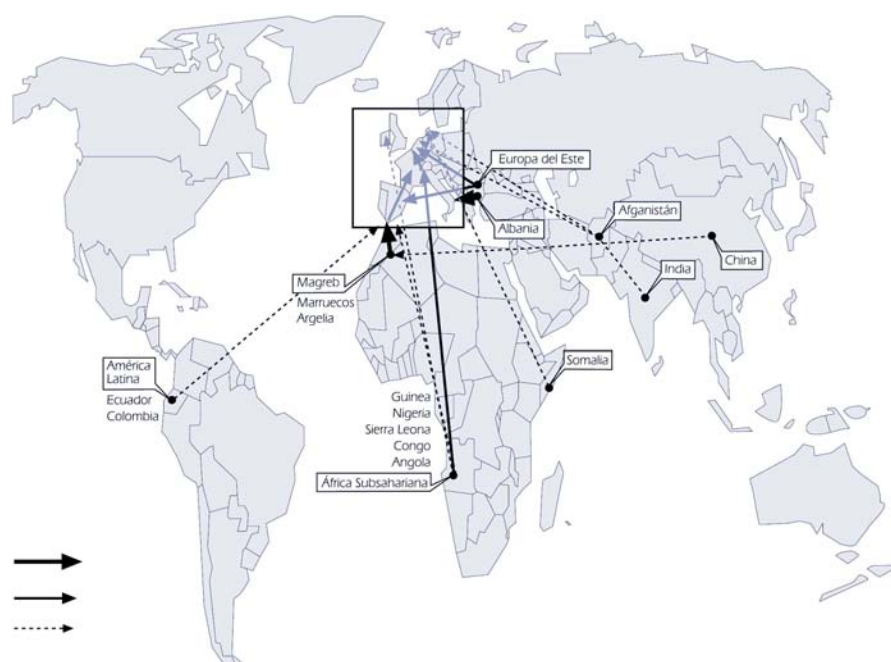 Europa del Este
Afganistán
Albania
China
India
Magreb
Marruecos
Argelia
Somalia
América
Latina
Ecuador
Colombia
Guinea
Nigeria
Sierra Leona
Congo
Angola
África Subsahariana